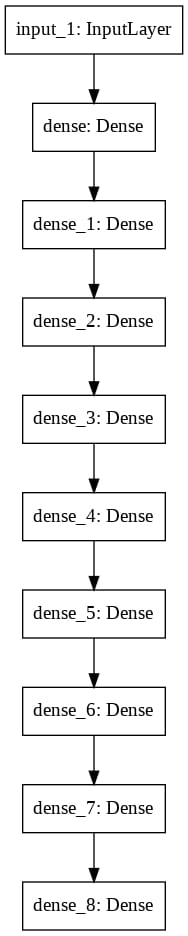 input_1: InputLayer
dense: Dense
dense_1: Dense
dense_2: Dense
dense_3: Dense
dense_4: Dense
dense_5: Dense
dense_6: Dense
dense_7: Dense
dense_8: Dense